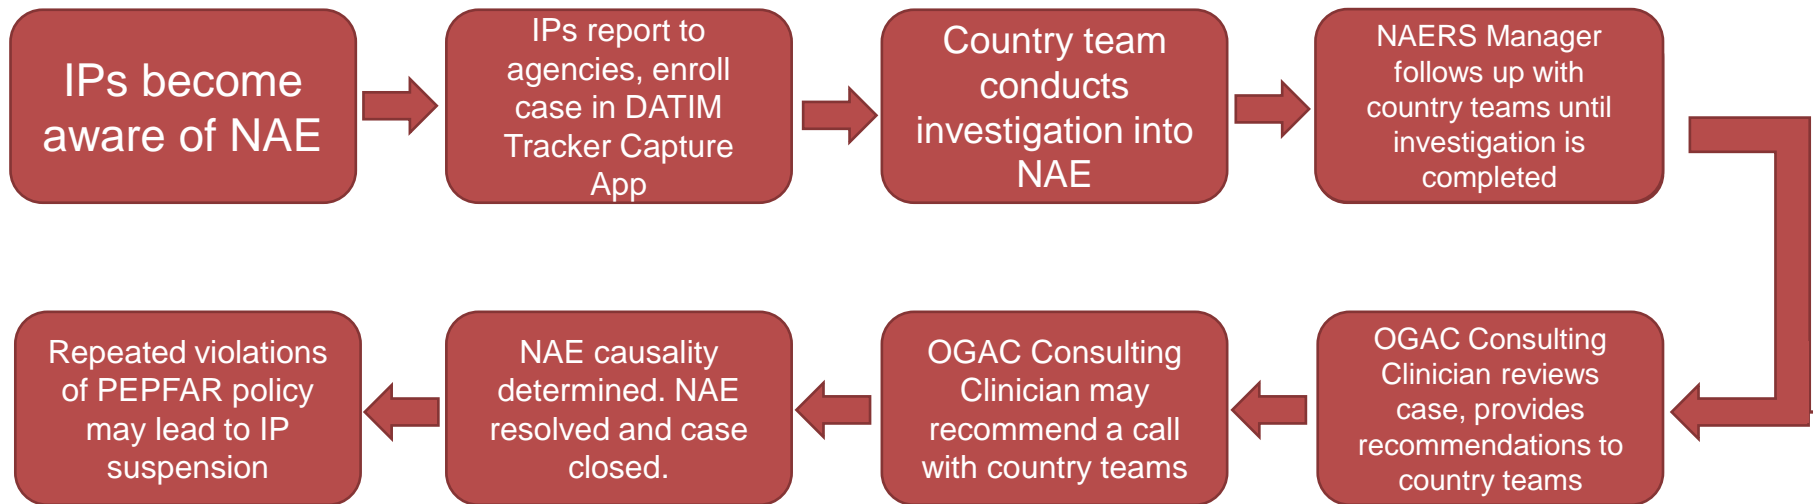 IPs become
aware of NAE
IPs report to
agencies, enroll
case in DATIM
Tracker Capture
App
Country team
conducts
investigation into
NAE
NAERS Manager
follows up with
country teams until
investigation is
completed
OGAC Consulting
Clinician reviews
case, provides
recommendations to
country teams
OGAC Consulting
Clinician may
recommend a call
with country teams
NAE causality
determined. NAE
resolved and case
closed.
Repeated violations
of PEPFAR policy
may lead to IP
suspension